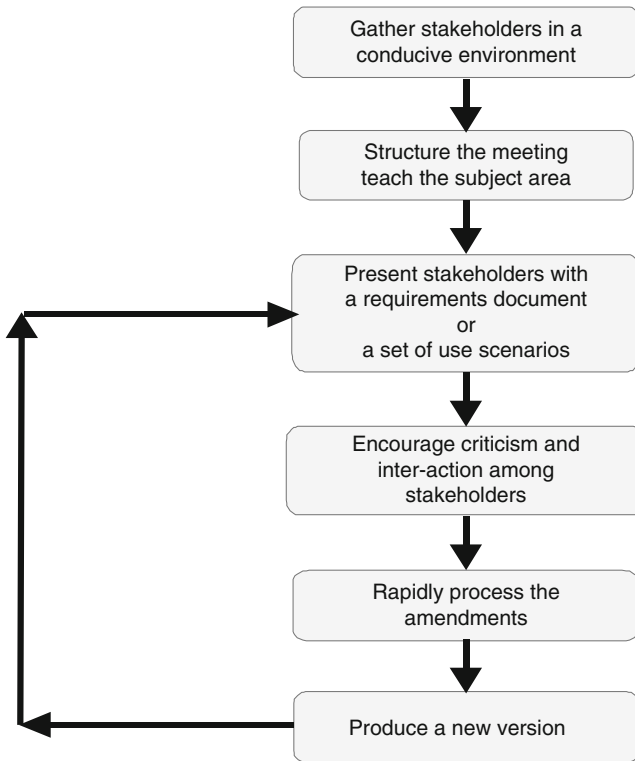 Gather stakeholders in a
conducive environment
Structure the meeting
teach the subject area
Present stakeholders with
a requirements document
or
a set of use scenarios
Encourage criticism and
inter-action among
stakeholders
Rapidly process the
amendments
Produce a new version